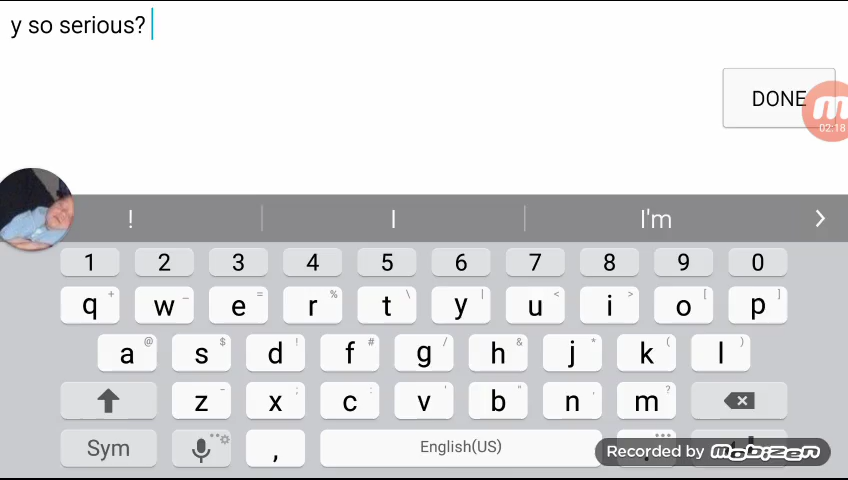 y so serious?
DONE
02:18
! I I'm
1 2 3 4 5 6 7 8 9 0
q + w _ e = r % t \ y | u < i > o [ p ]
a @ s $ d ! f # g / h & j * k ( l )
z - x ; c : v ' b " n , m ?
Sym , English(US)
Recorded by mobizen